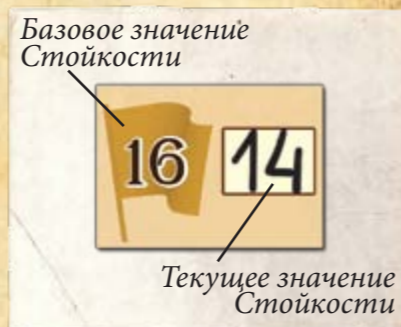 Базовое значение
Стойкости
16 14
Текущее значение
Стойкости